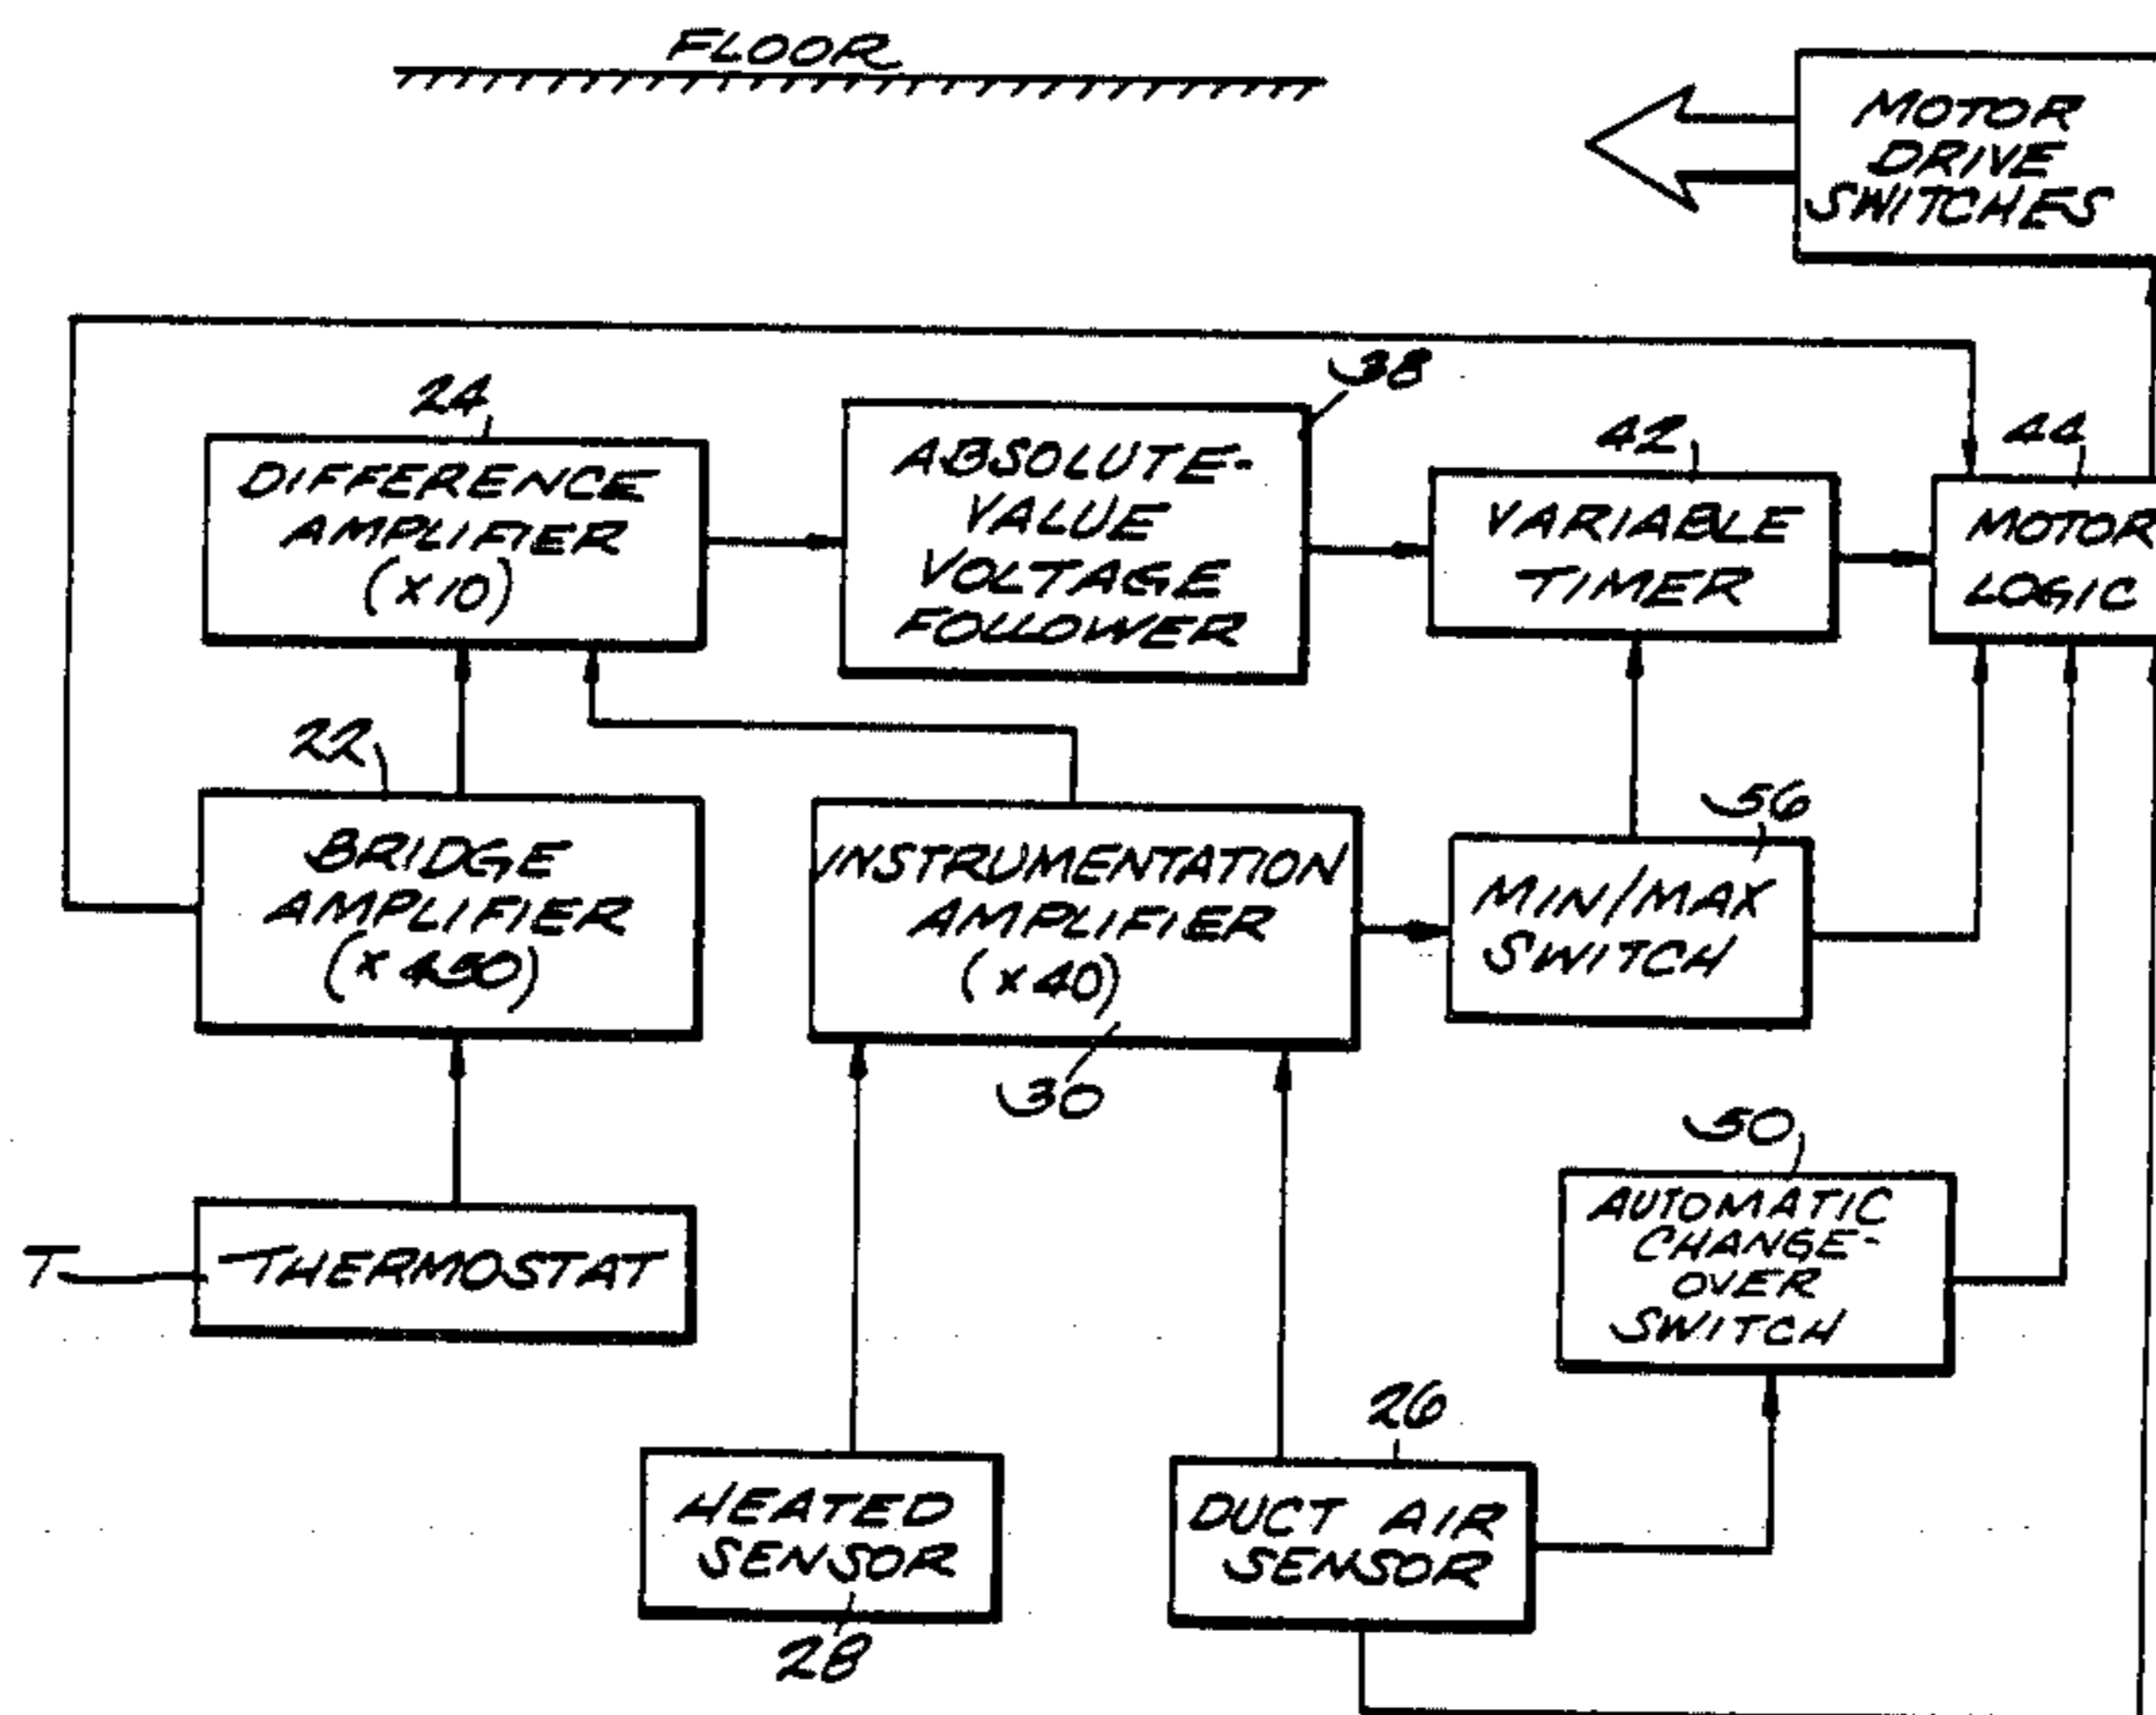 FLOOR
MOTOR
DRIVE
SWITCHES
24
38
42
44
DIFFERENCE
AMPLIFIER
(x10)
ABSOLUTE-
VALUE
VOLTAGE
FOLLOWER
VARIABLE
TIMER
MOTOR
LOGIC
22
56
BRIDGE
AMPLIFIER
(x 450)
INSTRUMENTATION
AMPLIFIER
(x40)
MIN/MAX
SWITCH
30
50
T
THERMOSTAT
AUTOMATIC
CHANGE-
OVER
SWITCH
26
HEATED
SENSOR
DUCT AIR
SENSOR
28